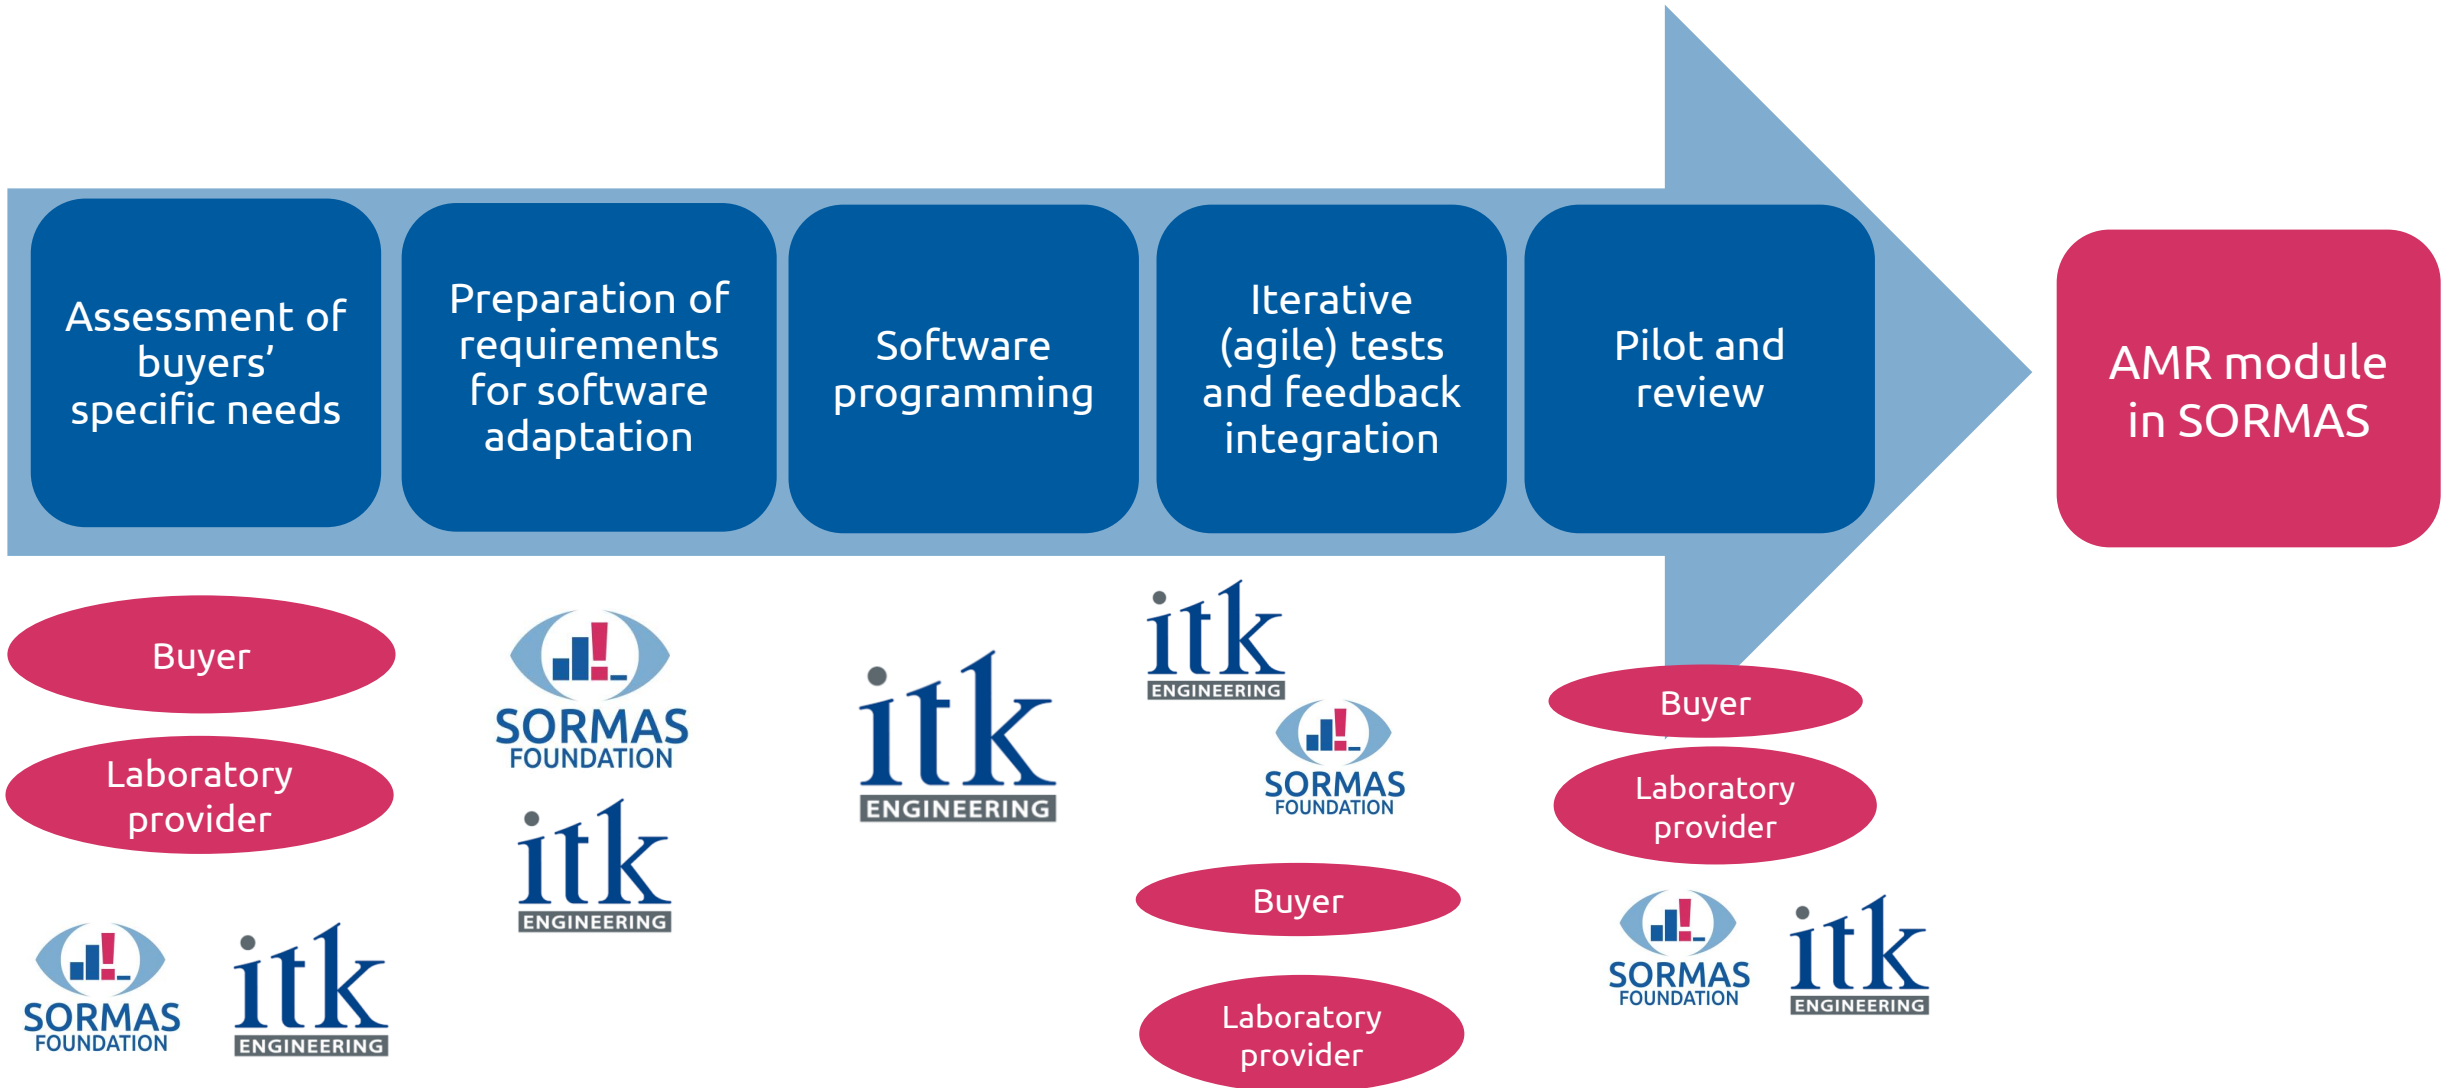 Assessment of
buyers’
specific needs
Preparation of
requirements
for software
adaptation
Software
programming
Iterative
(agile) tests
and feedback
integration
Pilot and
review
AMR module
in SORMAS
Buyer
Laboratory
provider
SORMAS
FOUNDATION
itk
ENGINEERING
SORMAS
FOUNDATION
itk
ENGINEERING
itk
ENGINEERING
itk
ENGINEERING
SORMAS
FOUNDATION
Buyer
Laboratory
provider
Buyer
Laboratory
provider
SORMAS
FOUNDATION
itk
ENGINEERING